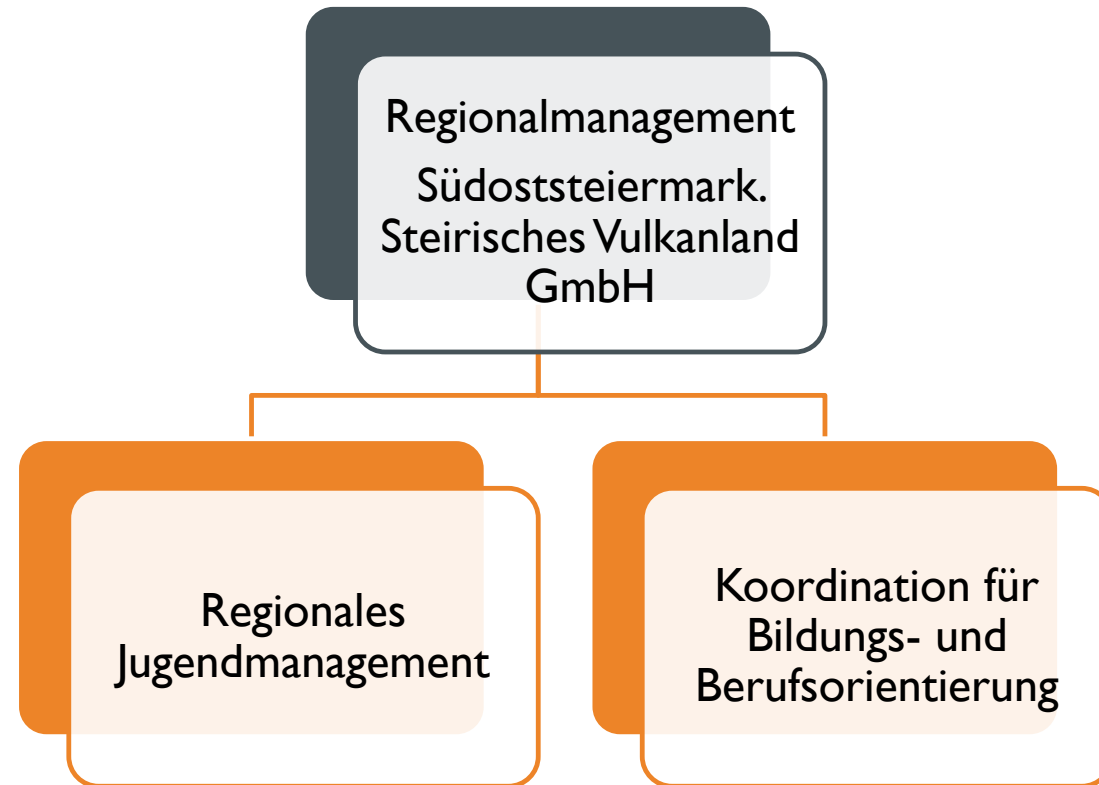 Regionalmanagement
Südoststeiermark.
Steirisches Vulkanland
GmbH
Regionales
Jugendmanagement
Koordination für
Bildungs- und
Berufsorientierung